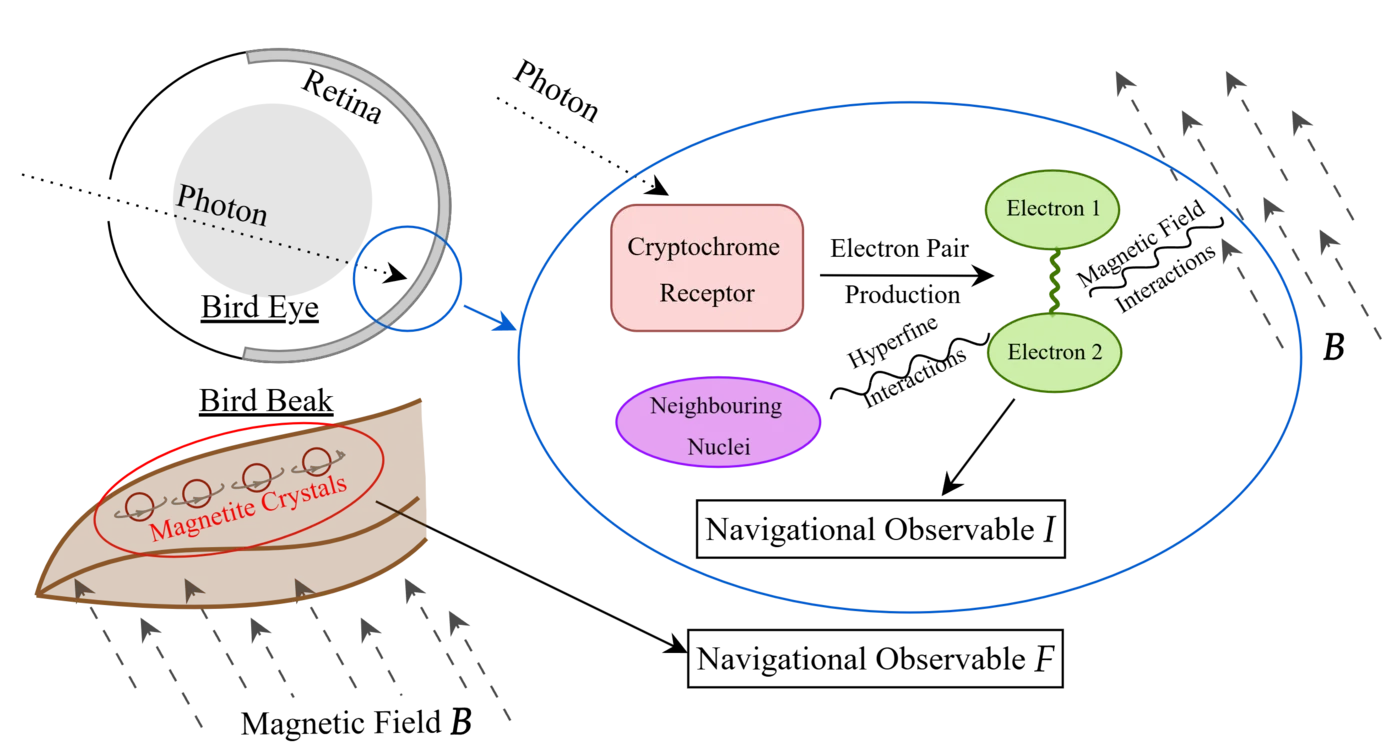 Retina
Photon
Bird Eye
Photon
Cryptochrome
Receptor
Electron Pair
Production
Electron 1
Electron 2
Magnetic Field
Interactions
B
Hyperfine
Interactions
Neighbouring
Nuclei
Navigational Observable I
Bird Beak
Magnetite Crystals
Navigational Observable F
Magnetic Field B